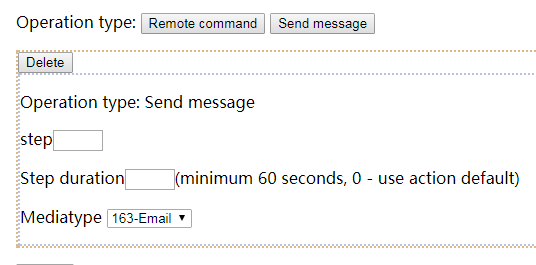 Operation type: Remote command Send message
Delete
Operation type: Send message
step
Step duration (minimum 60 seconds, 0 - use action default)
Mediatype 163-Email